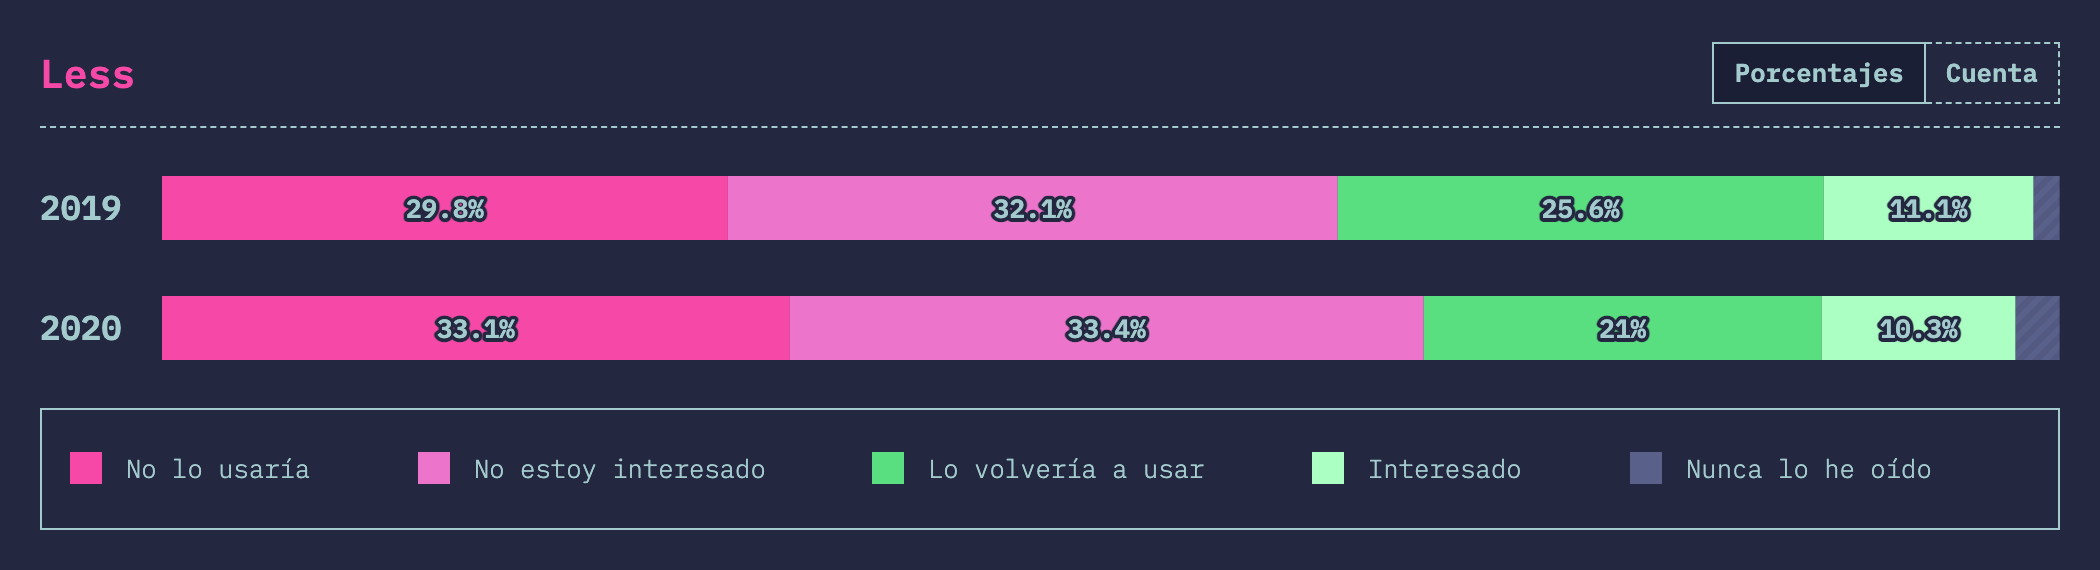 Less
Porcentajes Cuenta
2019 29.8% 32.1% 25.6% 11.1%
2020 33.1% 33.4% 21% 10.3%
No lo usaría No estoy interesado Lo volvería a usar Interesado Nunca lo he oído